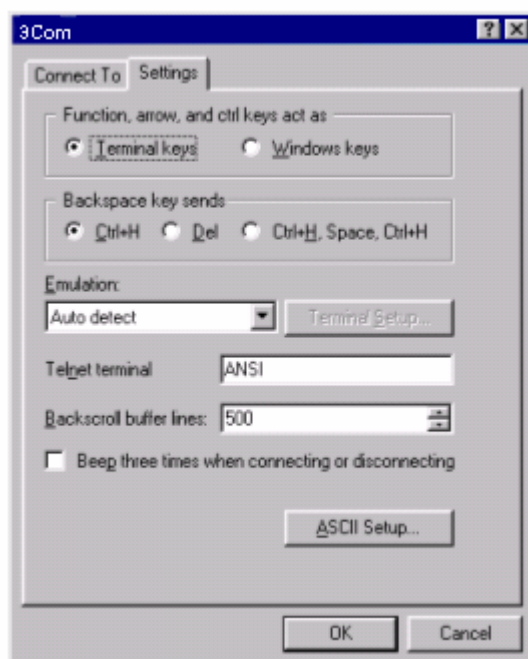 3Com
Connect To Settings
Function, arrow, and ctrl keys act as
Terminal keys Windows keys
Backspace key sends
Ctrl+H Del Ctrl+H, Space, Ctrl+H
Emulation:
Auto detect Terminal Setup...
Telnet terminal ANSI
Backscroll buffer lines: 500
Beep three times when connecting or disconnecting
ASCII Setup...
OK Cancel